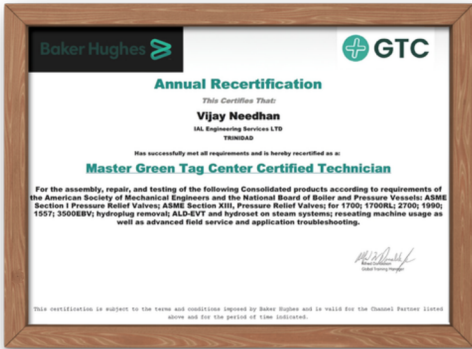 Baker Hughes
GTC
Annual Recertification
This Certifies That:
Vijay Needhan
IAL Engineering Services LTD
TRINIDAD
Has successfully met all requirements and is hereby recertified as a:
Master Green Tag Center Certified Technician
For the assembly, repair, and testing of the following Consolidated products according to requirements of
the American Society of Mechanical Engineers and the National Board of Boiler and Pressure Vessels: ASME
Section I Pressure Relief Valves; ASME Section XIII, Pressure Relief Valves; for 1700; 1700RL; 2700; 1990;
1557; 3500EBV; hydroplug removal; ALD-EVT and hydroset on steam systems; reseating machine usage as
well as advanced field service and application troubleshooting.
Global Training Manager
This certification is subject to the terms and conditions imposed by Baker Hughes and is valid for the Channel Partner listed
above and for the period of time indicated.